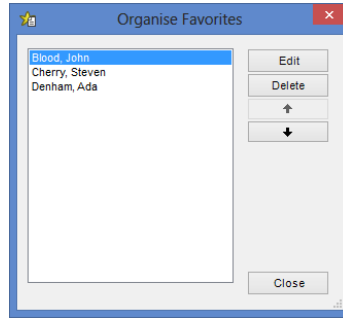 Organise Favorites
Blood, John
Cherry, Steven
Denham, Ada
Edit
Delete
Close